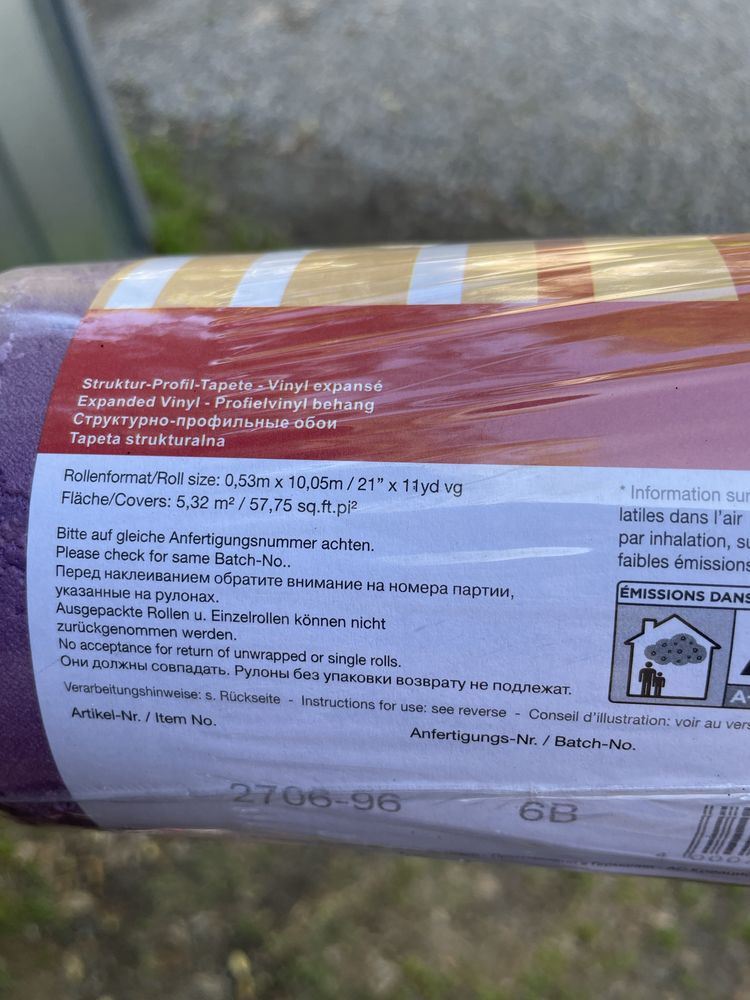 Struktur-Profil-Tapete - Vinyl expansé
Expanded Vinyl - Profielvinyl behang
Структурно-профильные обои
Tapeta strukturalna
Rollenformat/Roll size: 0,53m x 10,05m / 21” x 11yd vg
Fläche/Covers: 5,32 m² / 57,75 sq.ft.pi²
Bitte auf gleiche Anfertigungsnummer achten.
Please check for same Batch-No..
Перед наклеиванием обратите внимание на номера партии,
указанные на рулонах.
Ausgepackte Rollen u. Einzelrollen können nicht
zurückgenommen werden.
No acceptance for return of unwrapped or single rolls.
Они должны совпадать. Рулоны без упаковки возврату не подлежат.
Verarbeitungshinweise: s. Rückseite - Instructions for use: see reverse - Conseil d’illustration: voir au vers
Artikel-Nr. / Item No.
Anfertigungs-Nr. / Batch-No.
2706-96
6B
* Information sur
latiles dans l’air
par inhalation, su
faibles émissions
ÉMISSIONS DANS